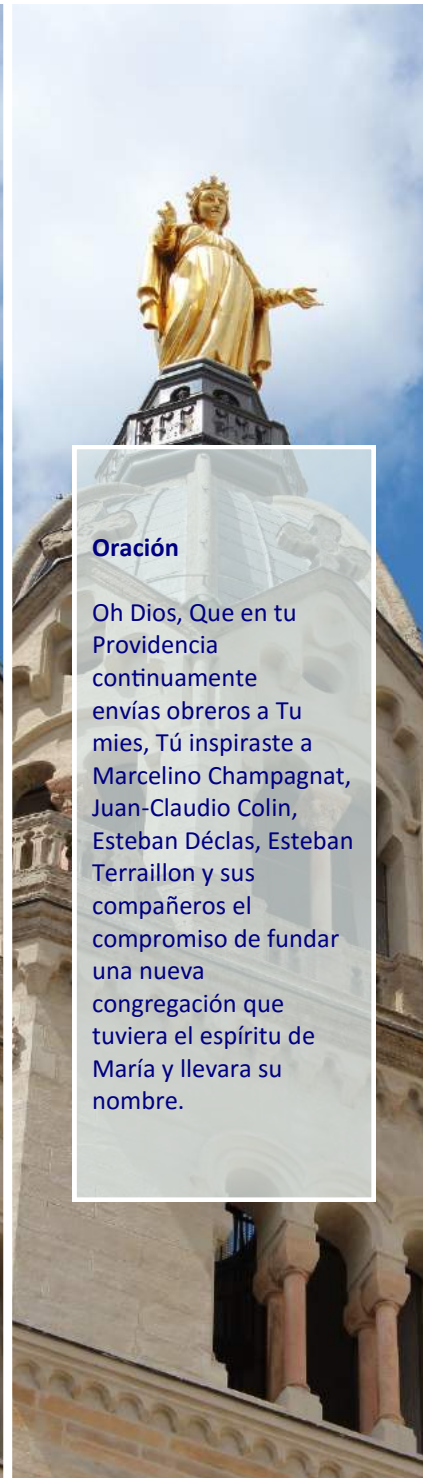 Oración
Oh Dios, Que en tu
Providencia
continuamente
envías obreros a Tu
mies, Tú inspiraste a
Marcelino Champagnat,
Juan-Claudio Colin,
Esteban Déclas, Esteban
Terraillon y sus
compañeros el
compromiso de fundar
una nueva
congregación que
tuviera el espíritu de
María y llevara su
nombre.